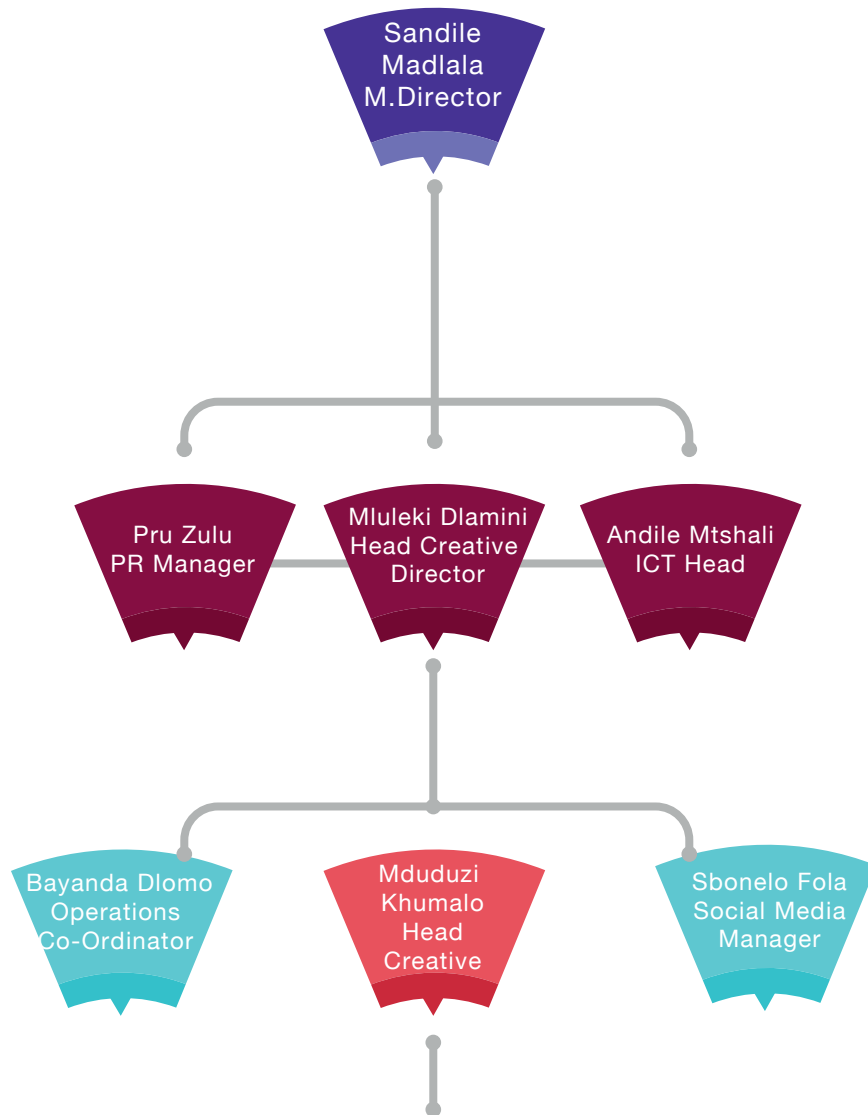 Sandile
Madlala
M.Director
Pru Zulu
PR Manager
Mluleki Dlamini
Head Creative
Director
Andile Mtshali
ICT Head
Bayanda Dlomo
Operations
Co-Ordinator
Mduduzi
Khumalo
Head
Creative
Sbonelo Fola
Social Media
Manager